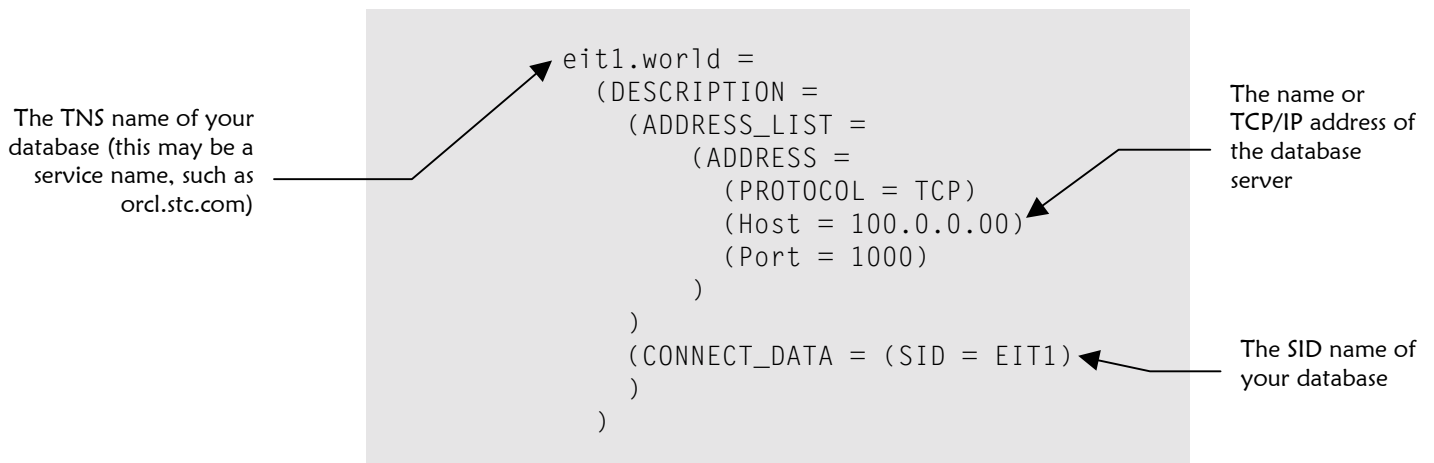 The TNS name of your
database (this may be a
service name, such as
orcl.stc.com)
eit1.world =
(DESCRIPTION =
(ADDRESS_LIST =
(ADDRESS =
(PROTOCOL = TCP)
(Host = 100.0.0.00)
(Port = 1000)
)
)
(CONNECT_DATA = (SID = EIT1)
)
)
The name or
TCP/IP address of
the database
server
The SID name of
your database